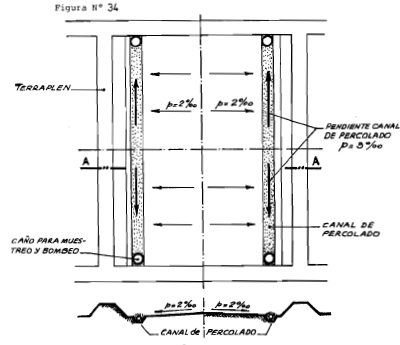 Figura N° 34
TERRAPLEN
p=2‰ p=2‰
PENDIENTE CANAL
DE PERCOLADO
p=5‰
A A
CANAL DE
PERCOLADO
CAÑO PARA MUES-
TREO Y BOMBEO
p=2‰ p=2‰
CANAL de PERCOLADO